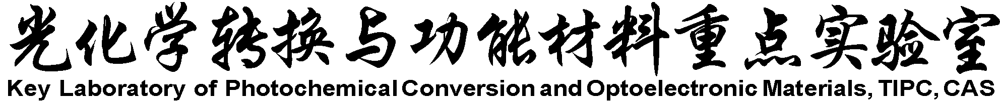 光化学转换与功能材料重点实验室
Key Laboratory of Photochemical Conversion and Optoelectronic Materials, TIPC, CAS